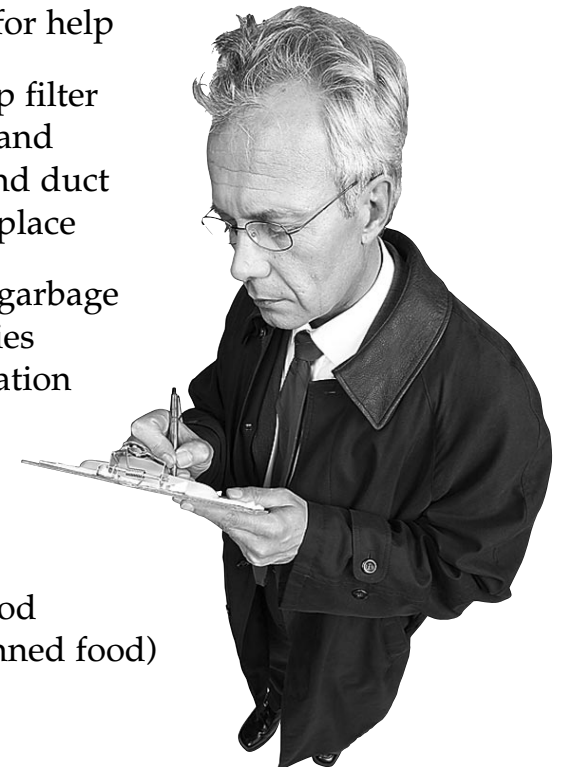 for help
p filter
and
nd duct
place
garbage
ies
ation
od
nned food)